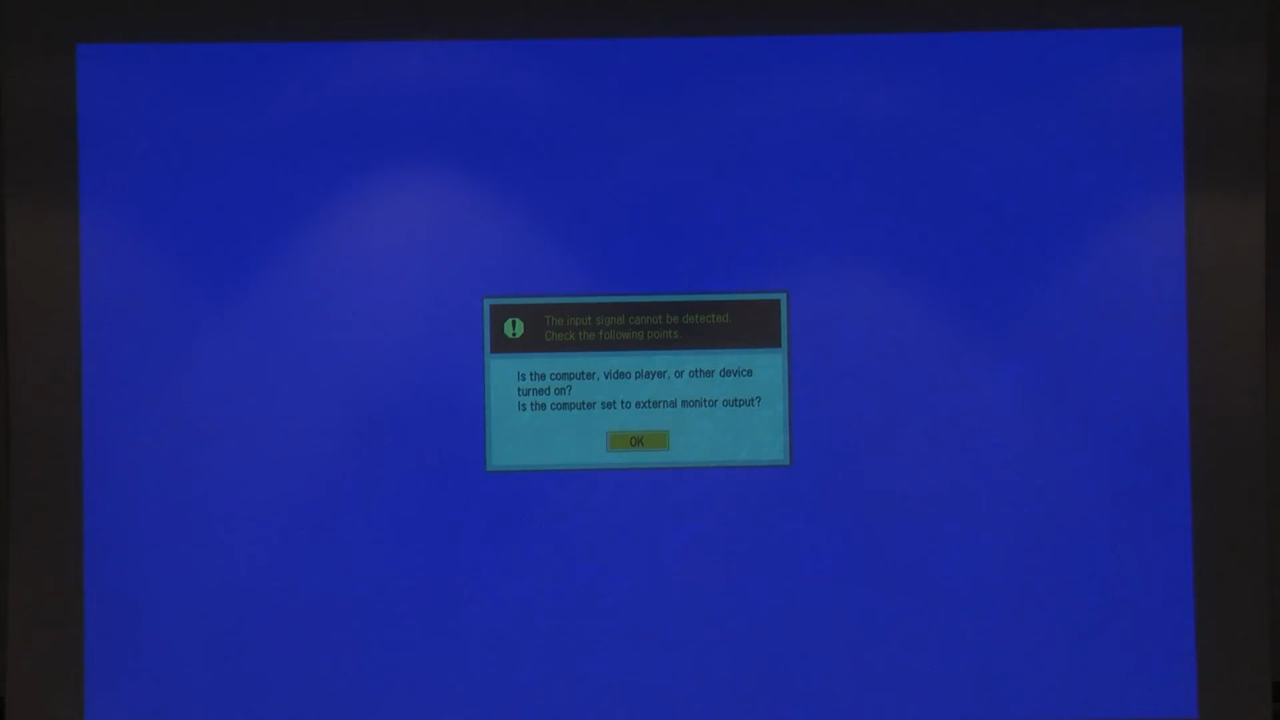 The input signal cannot be detected.
Check the following points.
Is the computer, video player, or other device
turned on?
Is the computer set to external monitor output?
OK